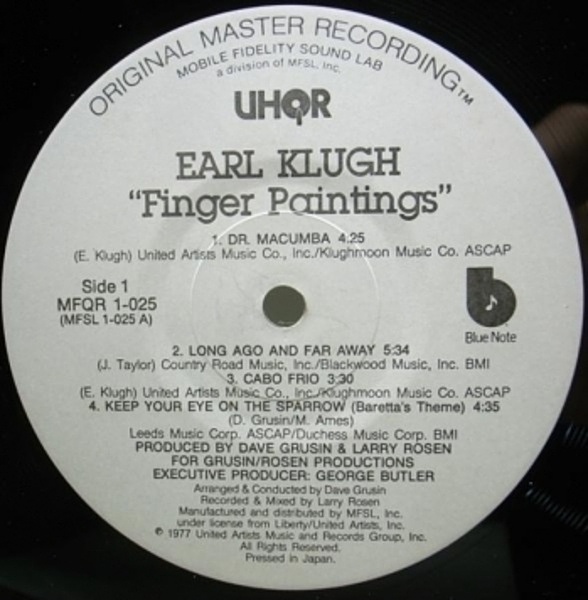 ORIGINAL MASTER RECORDING™
MOBILE FIDELITY SOUND LAB
a division of MFSL, Inc.
UHQR
EARL KLUGH
“Finger Paintings”
1. DR. MACUMBA 4:25
(E. Klugh) United Artists Music Co., Inc./Klughmoon Music Co. ASCAP
Side 1
MFQR 1-025
(MFSL 1-025 A)
Blue Note
2. LONG AGO AND FAR AWAY 5:34
(J. Taylor) Country Road Music, Inc./Blackwood Music, Inc. BMI
3. CABO FRIO 3:30
(E. Klugh) United Artists Music Co., Inc./Klughmoon Music Co. ASCAP
4. KEEP YOUR EYE ON THE SPARROW (Baretta's Theme) 4:35
(D. Grusin/M. Ames)
Leeds Music Corp. ASCAP/Duchess Music Corp. BMI
PRODUCED BY DAVE GRUSIN & LARRY ROSEN
FOR GRUSIN/ROSEN PRODUCTIONS
EXECUTIVE PRODUCER: GEORGE BUTLER
Arranged & Conducted by Dave Grusin
Recorded & Mixed by Larry Rosen
Manufactured and distributed by MFSL, Inc.
under license from Liberty/United Artists, Inc.
℗ 1977 United Artists Music and Records Group, Inc.
All Rights Reserved.
Pressed in Japan.